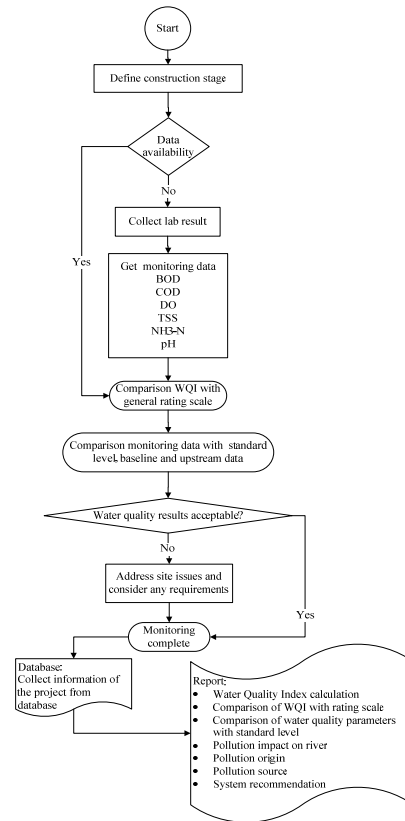 Start
Define construction stage
Data
availability
No
Collect lab result
Yes
Get monitoring data
BOD
COD
DO
TSS
NH3-N
pH
Comparison WQI with
general rating scale
Comparison monitoring data with standard
level, baseline and upstream data
Water quality results acceptable?
No
Address site issues and
consider any requirements
Yes
Monitoring
complete
Database:
Collect information of
the project from
database
Report:
• Water Quality Index calculation
• Comparison of WQI with rating scale
• Comparison of water quality parameters
with standard level
• Pollution impact on river
• Pollution origin
• Pollution source
• System recommendation